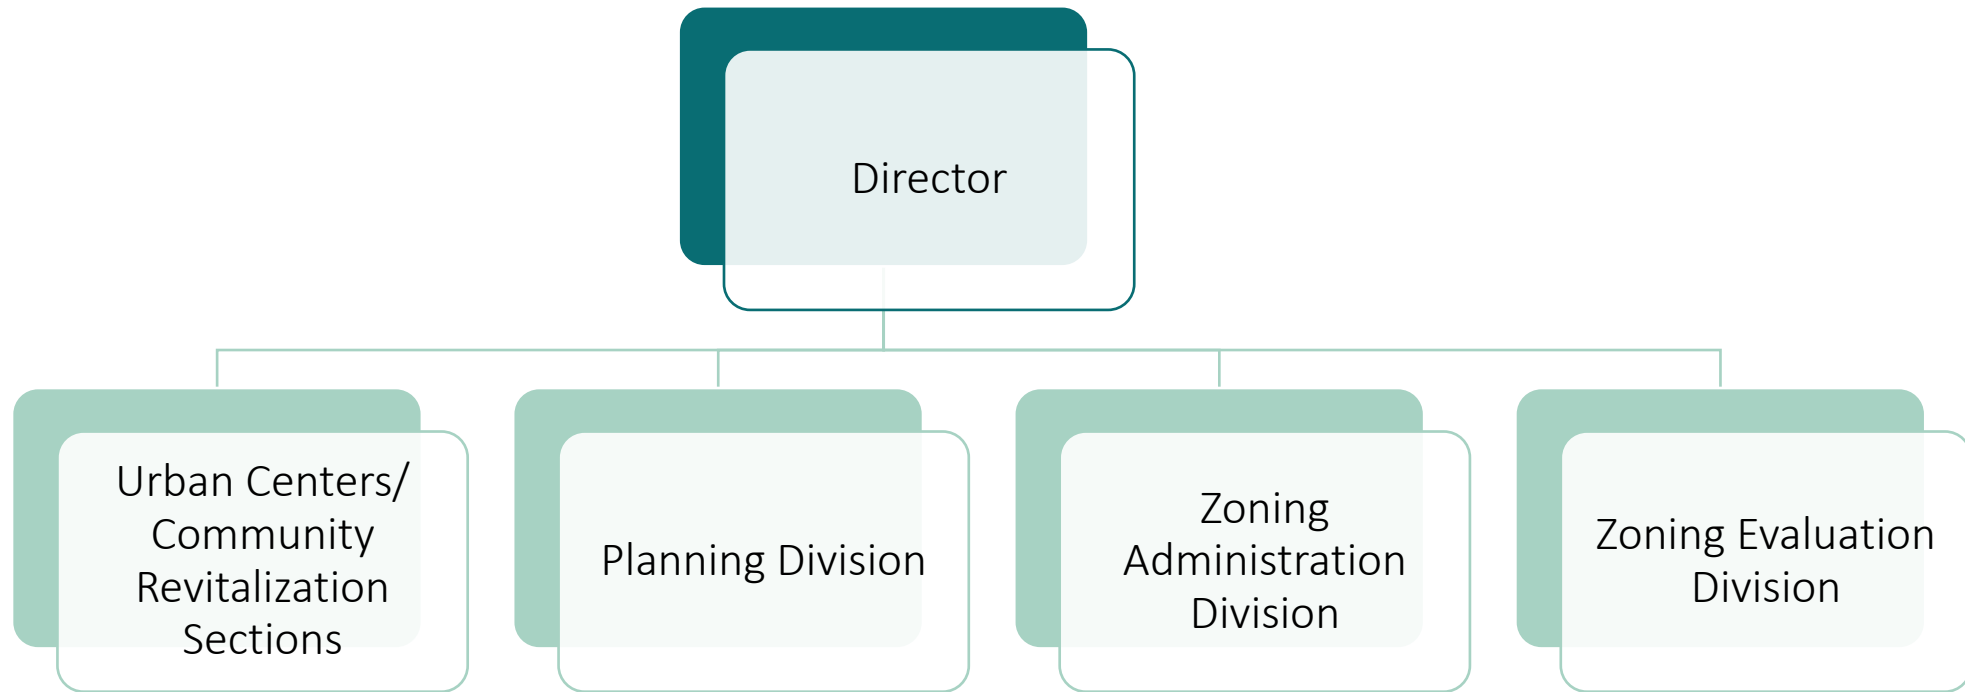 Director
Urban Centers/
Community
Revitalization
Sections
Planning Division
Zoning
Administration
Division
Zoning Evaluation
Division